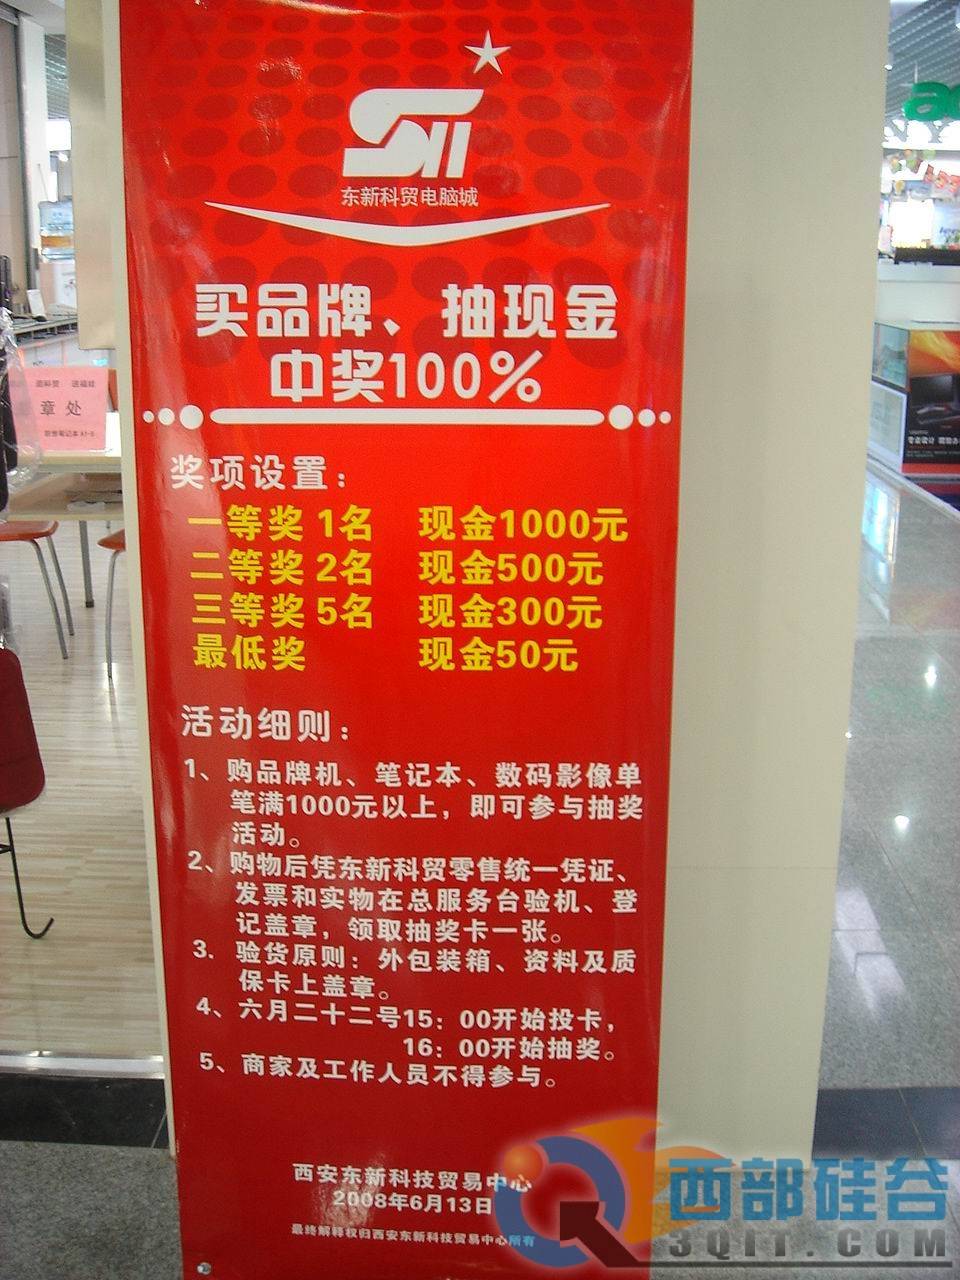 东新科贸电脑城
买品牌、抽现金
中奖100%
奖项设置：
一等奖 1名 现金1000元
二等奖 2名 现金500元
三等奖 5名 现金300元
最低奖 现金50元
活动细则：
1、购品牌机、笔记本、数码影像单
笔满1000元以上，即可参与抽奖
活动。
2、购物后凭东新科贸零售统一凭证、
发票和实物在总服务台验机、登
记盖章，领取抽奖卡一张。
3. 验货原则：外包装箱、资料及质
保卡上盖章。
4、六月二十二号15：00开始投卡，
16：00开始抽奖。
5、商家及工作人员不得参与。
西安东新科技贸易中心
2008年6月13日
最终解释权归西安东新科技贸易中心所有
西部硅谷
3QIT.COM
章处